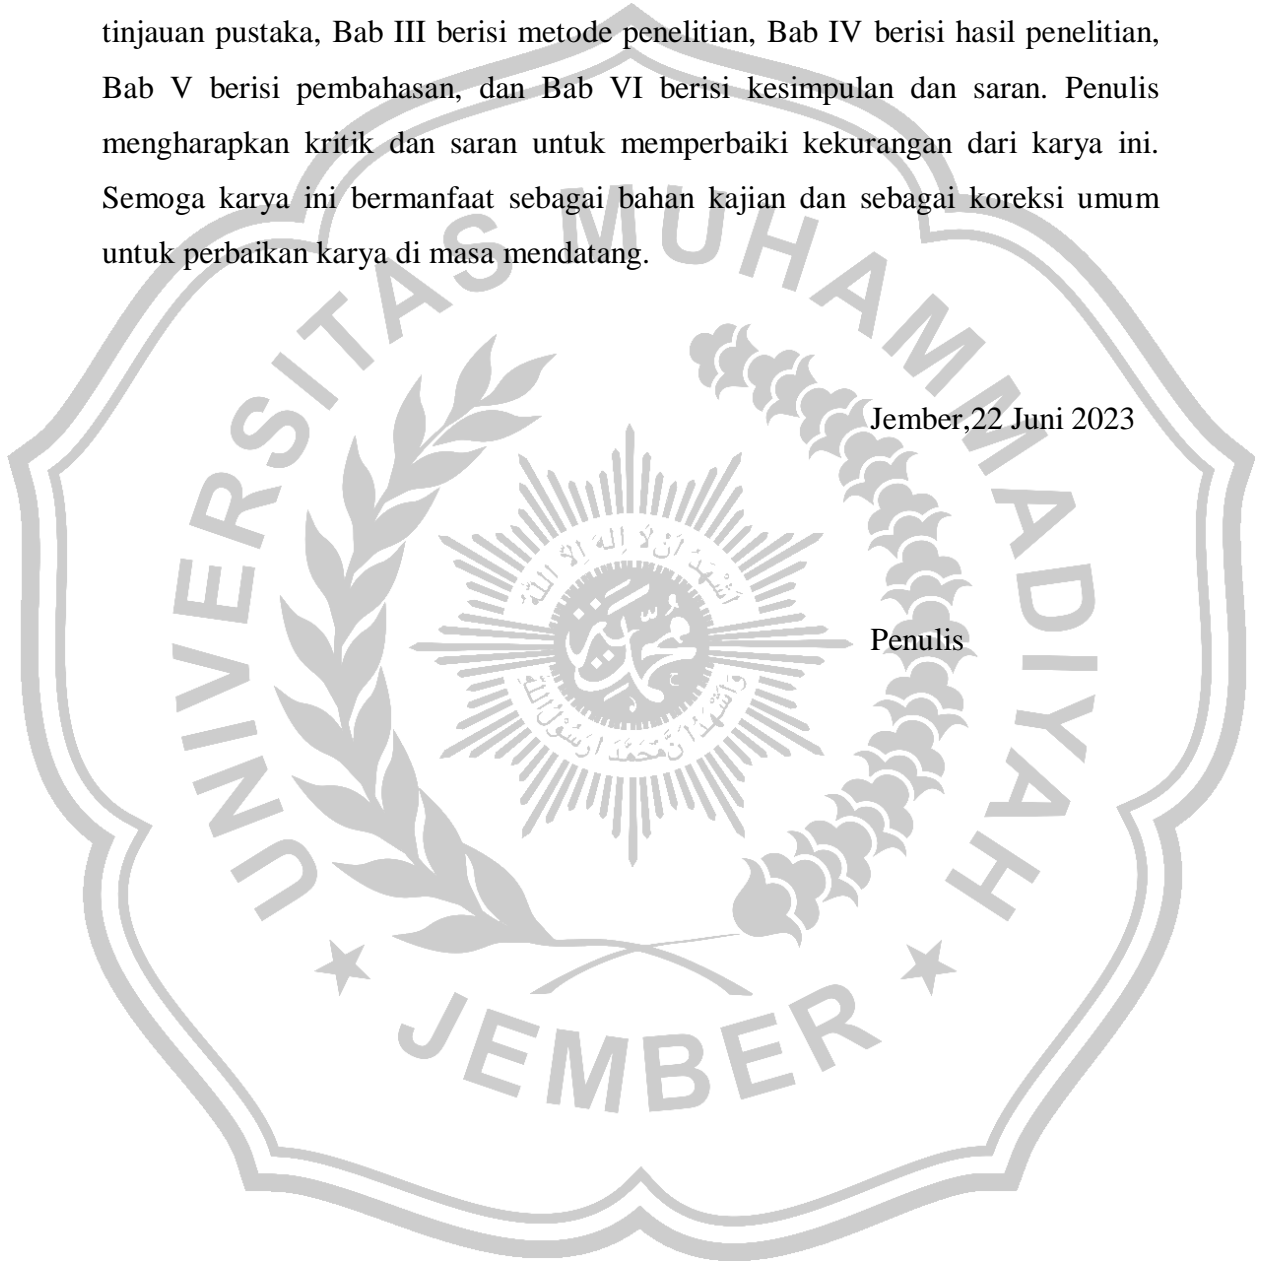 tinjauan pustaka, Bab III berisi metode penelitian, Bab IV berisi hasil penelitian,
Bab V berisi pembahasan, dan Bab VI berisi kesimpulan dan saran. Penulis
mengharapkan kritik dan saran untuk memperbaiki kekurangan dari karya ini.
Semoga karya ini bermanfaat sebagai bahan kajian dan sebagai koreksi umum
untuk perbaikan karya di masa mendatang.
UNIVERSITAS MUHAMMADIYAH
Jember,22 Juni 2023
Penulis
JEMBER